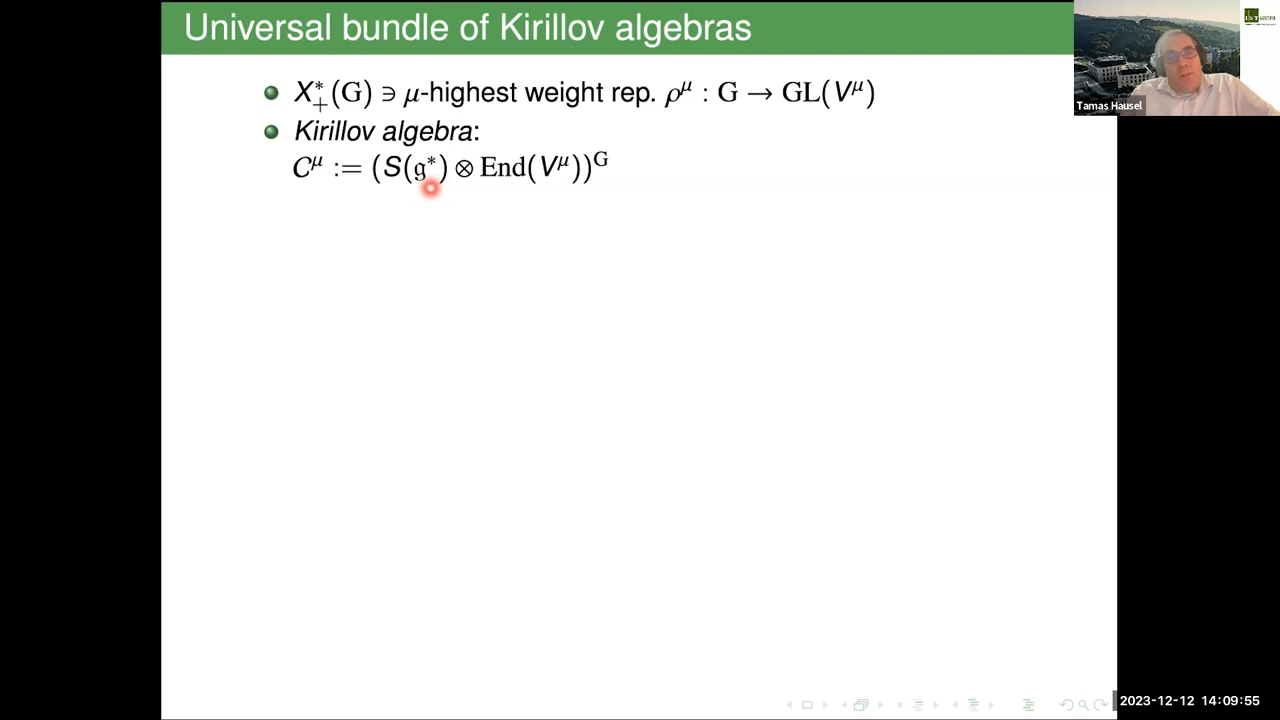 Universal bundle of Kirillov algebras
X₊*(G) ∋ μ-highest weight rep. ρ^μ : G → GL(V^μ)
Kirillov algebra:
C^μ := (S(𝔤*) ⊗ End(V^μ))^G
Tamas Hausel
2023-12-12 14:09:55